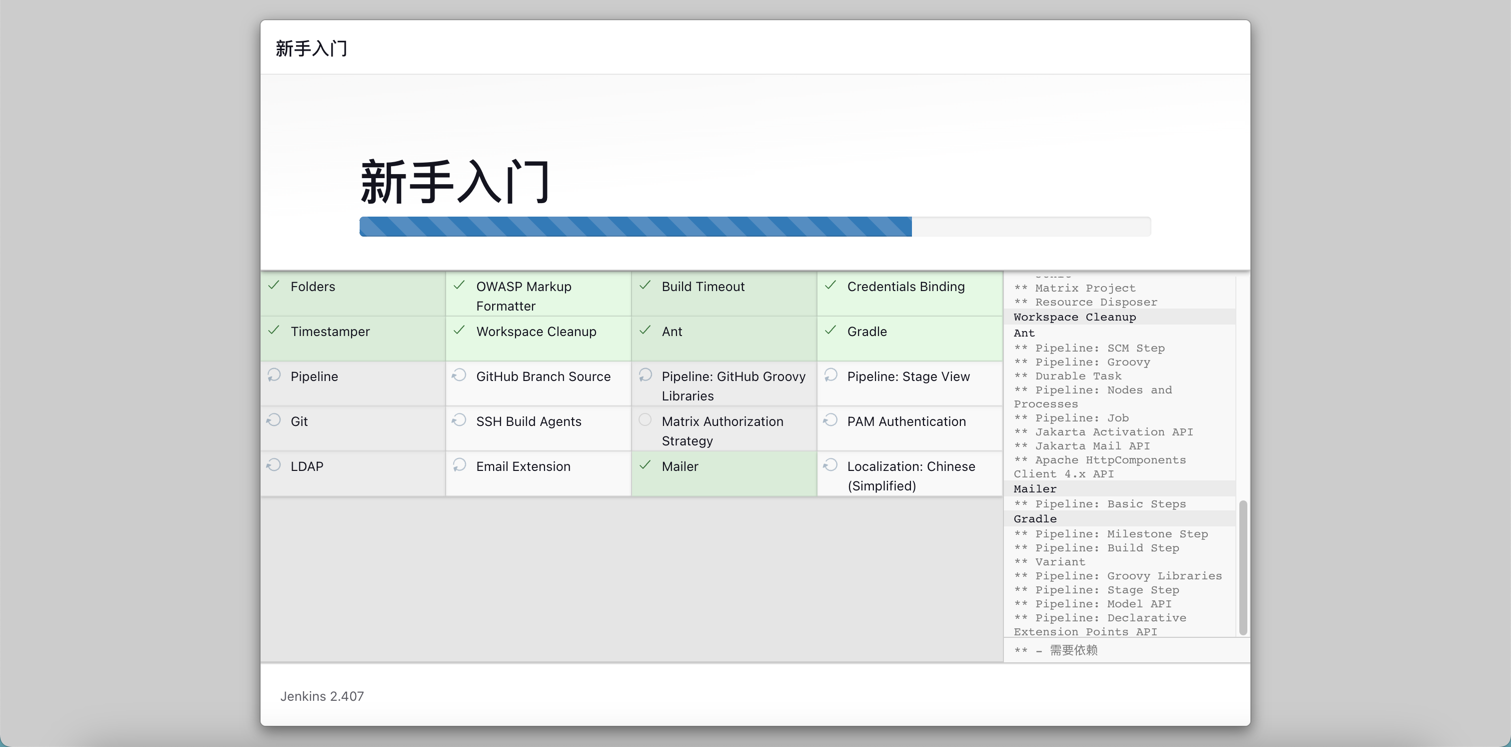 新手入门
新手入门
Folders
OWASP Markup
Formatter
Build Timeout
Credentials Binding
Timestamper
Workspace Cleanup
Ant
Gradle
Pipeline
GitHub Branch Source
Pipeline: GitHub Groovy
Libraries
Pipeline: Stage View
Git
SSH Build Agents
Matrix Authorization
Strategy
PAM Authentication
LDAP
Email Extension
Mailer
Localization: Chinese
(Simplified)
** Matrix Project
** Resource Disposer
Workspace Cleanup
Ant
** Pipeline: SCM Step
** Pipeline: Groovy
** Durable Task
** Pipeline: Nodes and
Processes
** Pipeline: Job
** Jakarta Activation API
** Jakarta Mail API
** Apache HttpComponents
Client 4.x API
Mailer
** Pipeline: Basic Steps
Gradle
** Pipeline: Milestone Step
** Pipeline: Build Step
** Variant
** Pipeline: Groovy Libraries
** Pipeline: Stage Step
** Pipeline: Model API
** Pipeline: Declarative
Extension Points API
** - 需要依赖
Jenkins 2.407